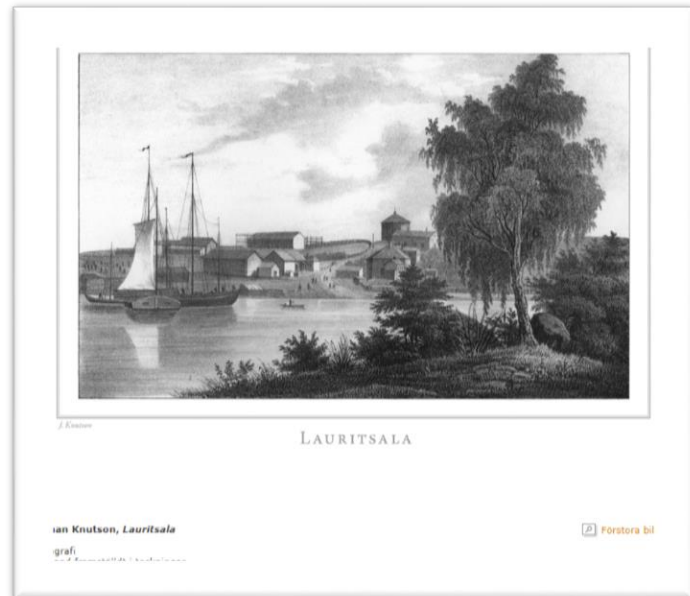 J. Knutson
LAURITSALA
an Knutson, Lauritsala
Förstora bil
grafi